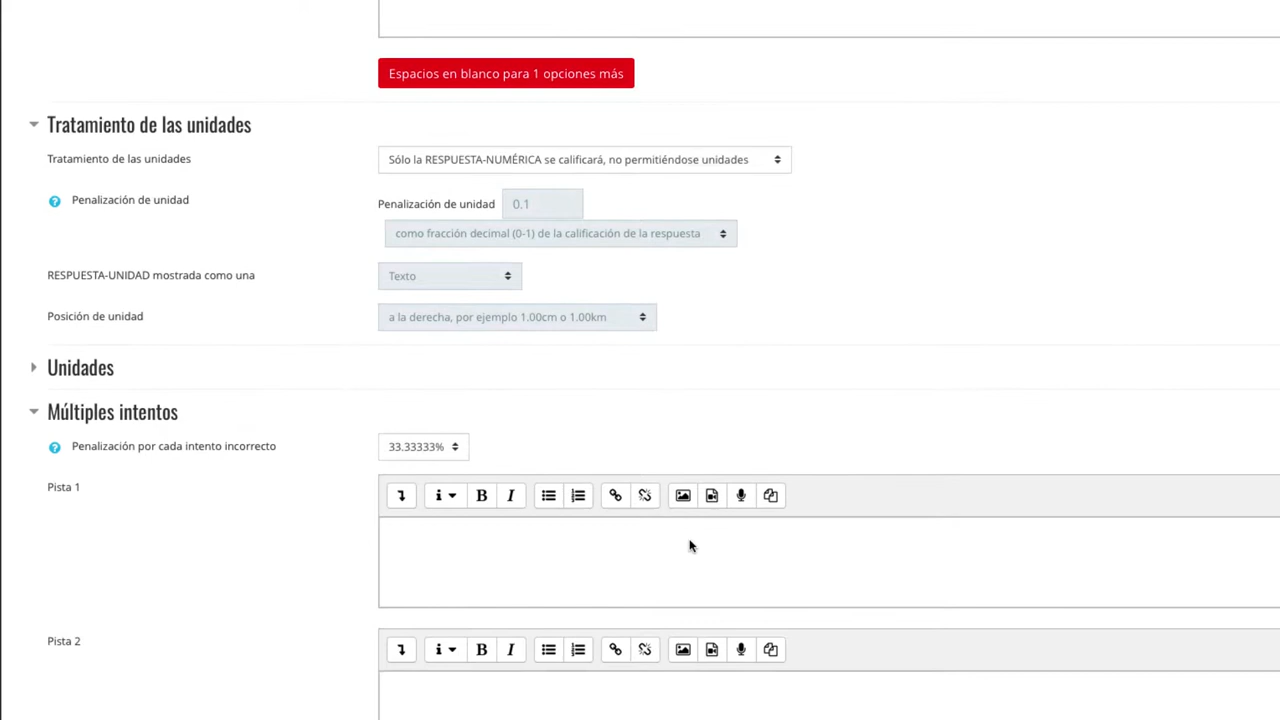 Espacios en blanco para 1 opciones más
Tratamiento de las unidades
Tratamiento de las unidades
Sólo la RESPUESTA-NUMÉRICA se calificará, no permitiéndose unidades
Penalización de unidad
Penalización de unidad 0.1
como fracción decimal (0-1) de la calificación de la respuesta
RESPUESTA-UNIDAD mostrada como una
Texto
Posición de unidad
a la derecha, por ejemplo 1.00cm o 1.00km
Unidades
Múltiples intentos
Penalización por cada intento incorrecto
33.33333%
Pista 1
B I
Pista 2
B I